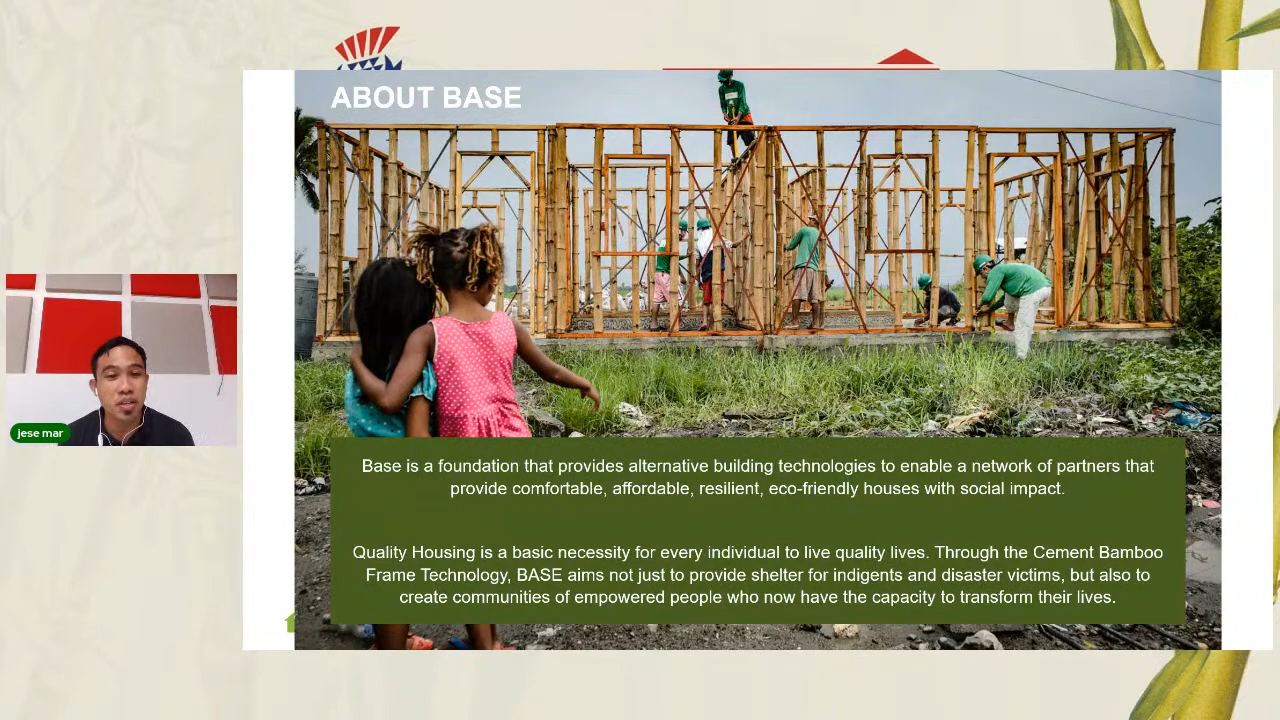 ABOUT BASE
jese mar
Base is a foundation that provides alternative building technologies to enable a network of partners that
provide comfortable, affordable, resilient, eco-friendly houses with social impact.
Quality Housing is a basic necessity for every individual to live quality lives. Through the Cement Bamboo
Frame Technology, BASE aims not just to provide shelter for indigents and disaster victims, but also to
create communities of empowered people who now have the capacity to transform their lives.